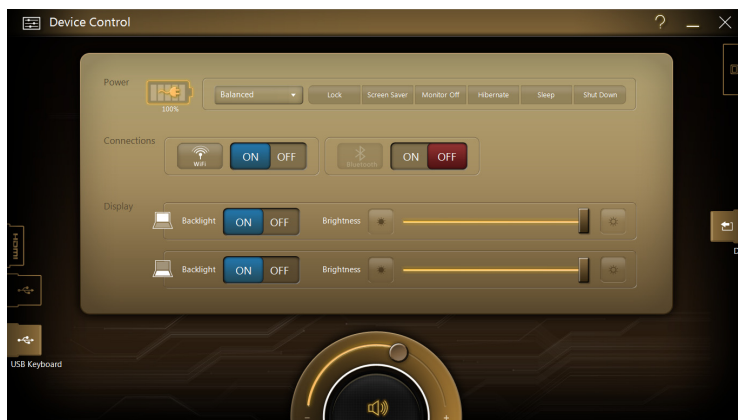 Device Control
?
Power
100%
Balanced
Lock
Screen Saver
Monitor Off
Hibernate
Sleep
Shut Down
Connections
WiFi
ON OFF
Bluetooth
ON OFF
Display
Backlight ON OFF Brightness
Backlight ON OFF Brightness
HDMI
USB Keyboard
D
- +